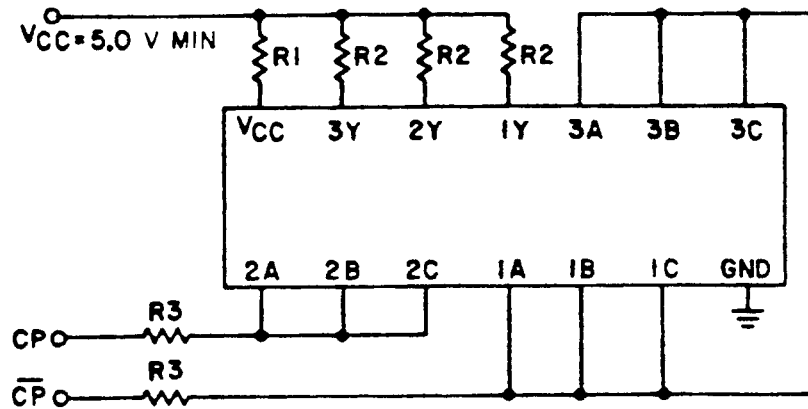 VCC=5.0 V MIN
R1 R2 R2 R2
VCC 3Y 2Y 1Y 3A 3B 3C
2A 2B 2C 1A 1B 1C GND
R3
CP
R3
C̅P̅